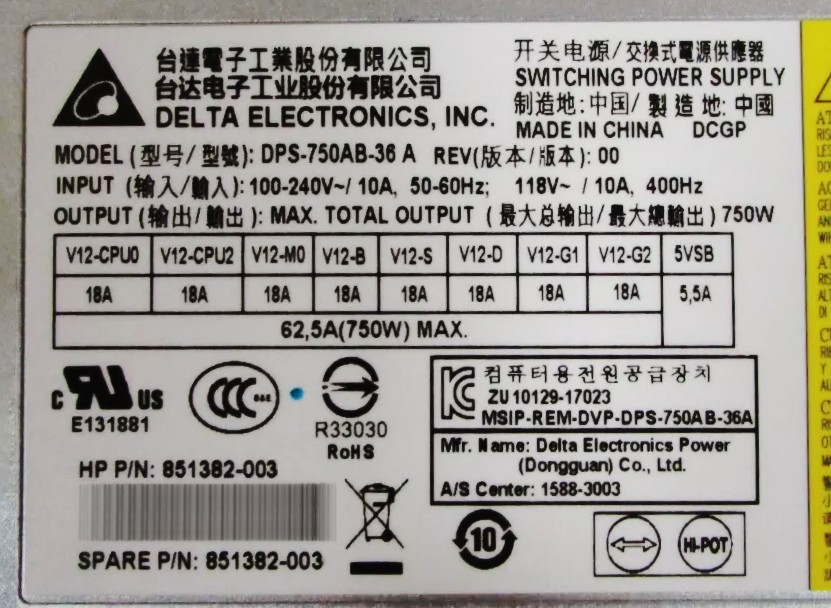 台達電子工業股份有限公司
台达电子工业股份有限公司
DELTA ELECTRONICS, INC.
开关电源/交換式電源供應器
SWITCHING POWER SUPPLY
制造地:中国/製造地:中國
MADE IN CHINA DCGP
MODEL (型号/型號): DPS-750AB-36 A REV(版本/版本): 00
INPUT (输入/輸入): 100-240V~/ 10A, 50-60Hz; 118V~ / 10A, 400Hz
OUTPUT (输出/輸出): MAX. TOTAL OUTPUT (最大总输出/最大總輸出) 750W
V12-CPU0 V12-CPU2 V12-M0 V12-B V12-S V12-D V12-G1 V12-G2 5VSB
18A 18A 18A 18A 18A 18A 18A 18A 5,5A
62,5A(750W) MAX.
C RU US
E131881
CCC S&E
R33030
RoHS
컴퓨터용전원공급장치
ZU10129-17023
MSIP-REM-DVP-DPS-750AB-36A
Mfr. Name: Delta Electronics Power
(Dongguan) Co., Ltd.
A/S Center: 1588-3003
HP P/N: 851382-003
SPARE P/N: 851382-003
10
HI-POT